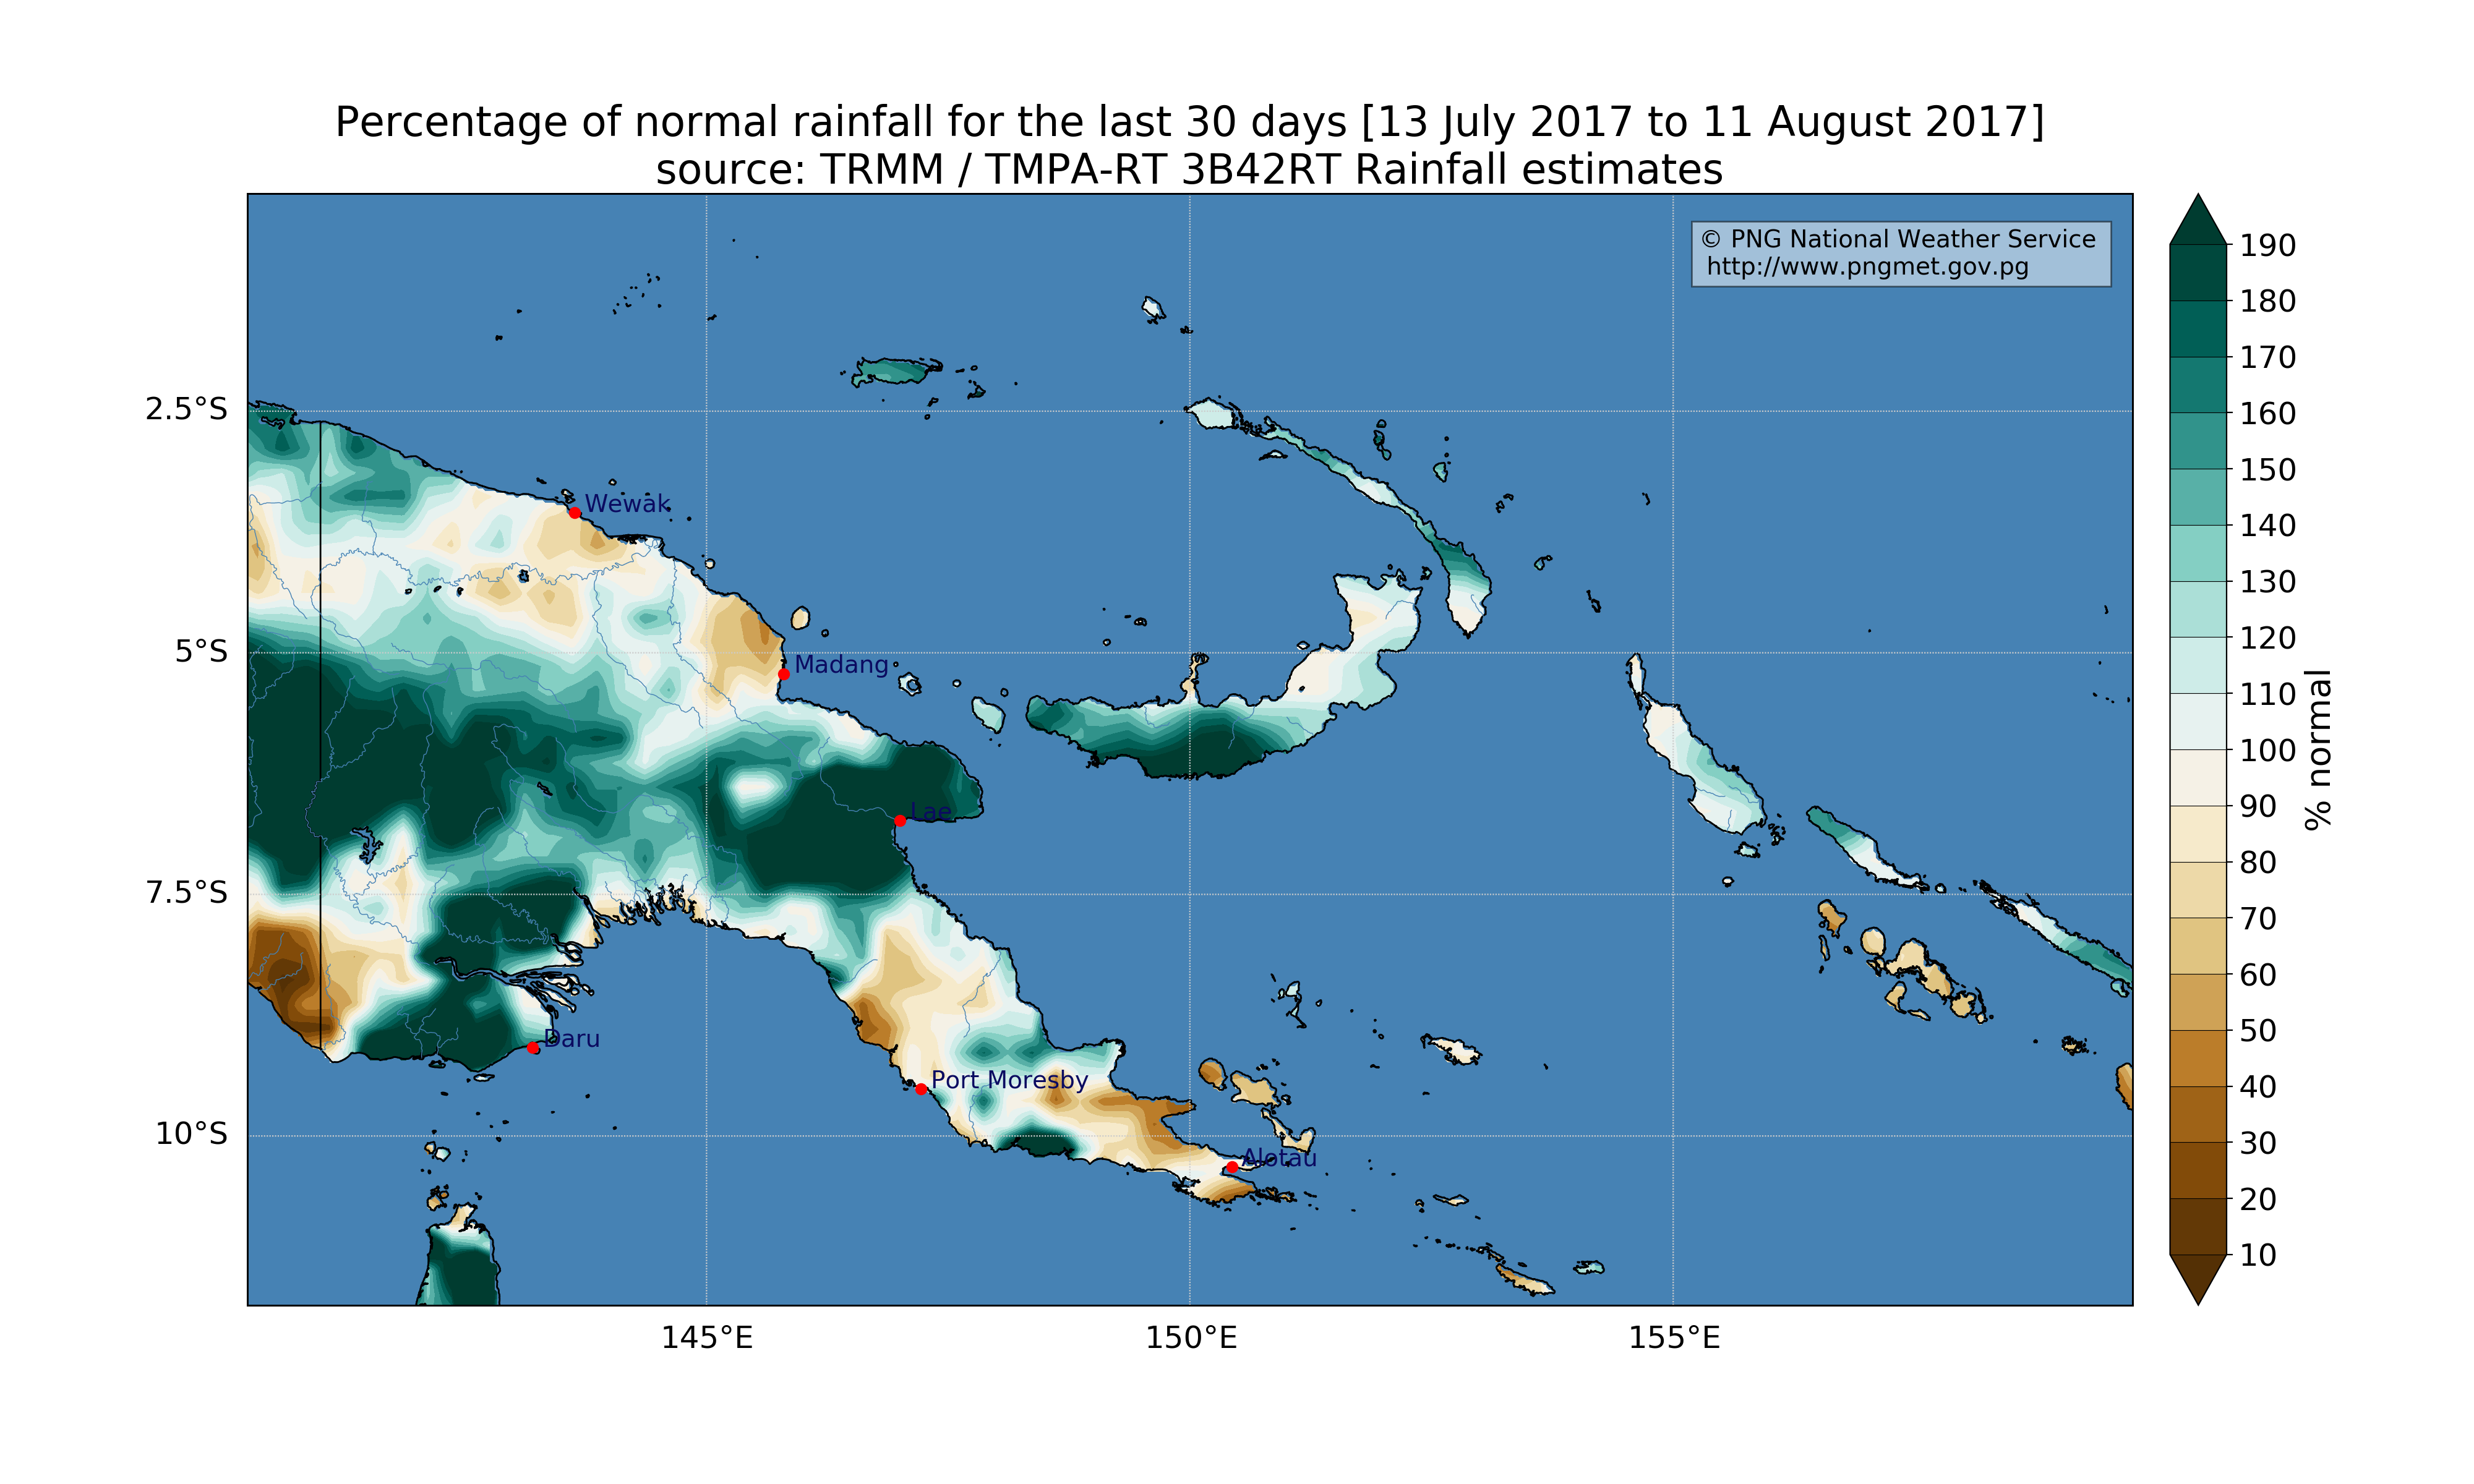 Percentage of normal rainfall for the last 30 days [13 July 2017 to 11 August 2017]
source: TRMM / TMPA-RT 3B42RT Rainfall estimates
© PNG National Weather Service
http://www.pngmet.gov.pg
2.5°S
5°S
7.5°S
10°S
145°E
150°E
155°E
Wewak
Madang
Lae
Daru
Port Moresby
Alotau
190
180
170
160
150
140
130
120
110
100
90
80
70
60
50
40
30
20
10
% normal